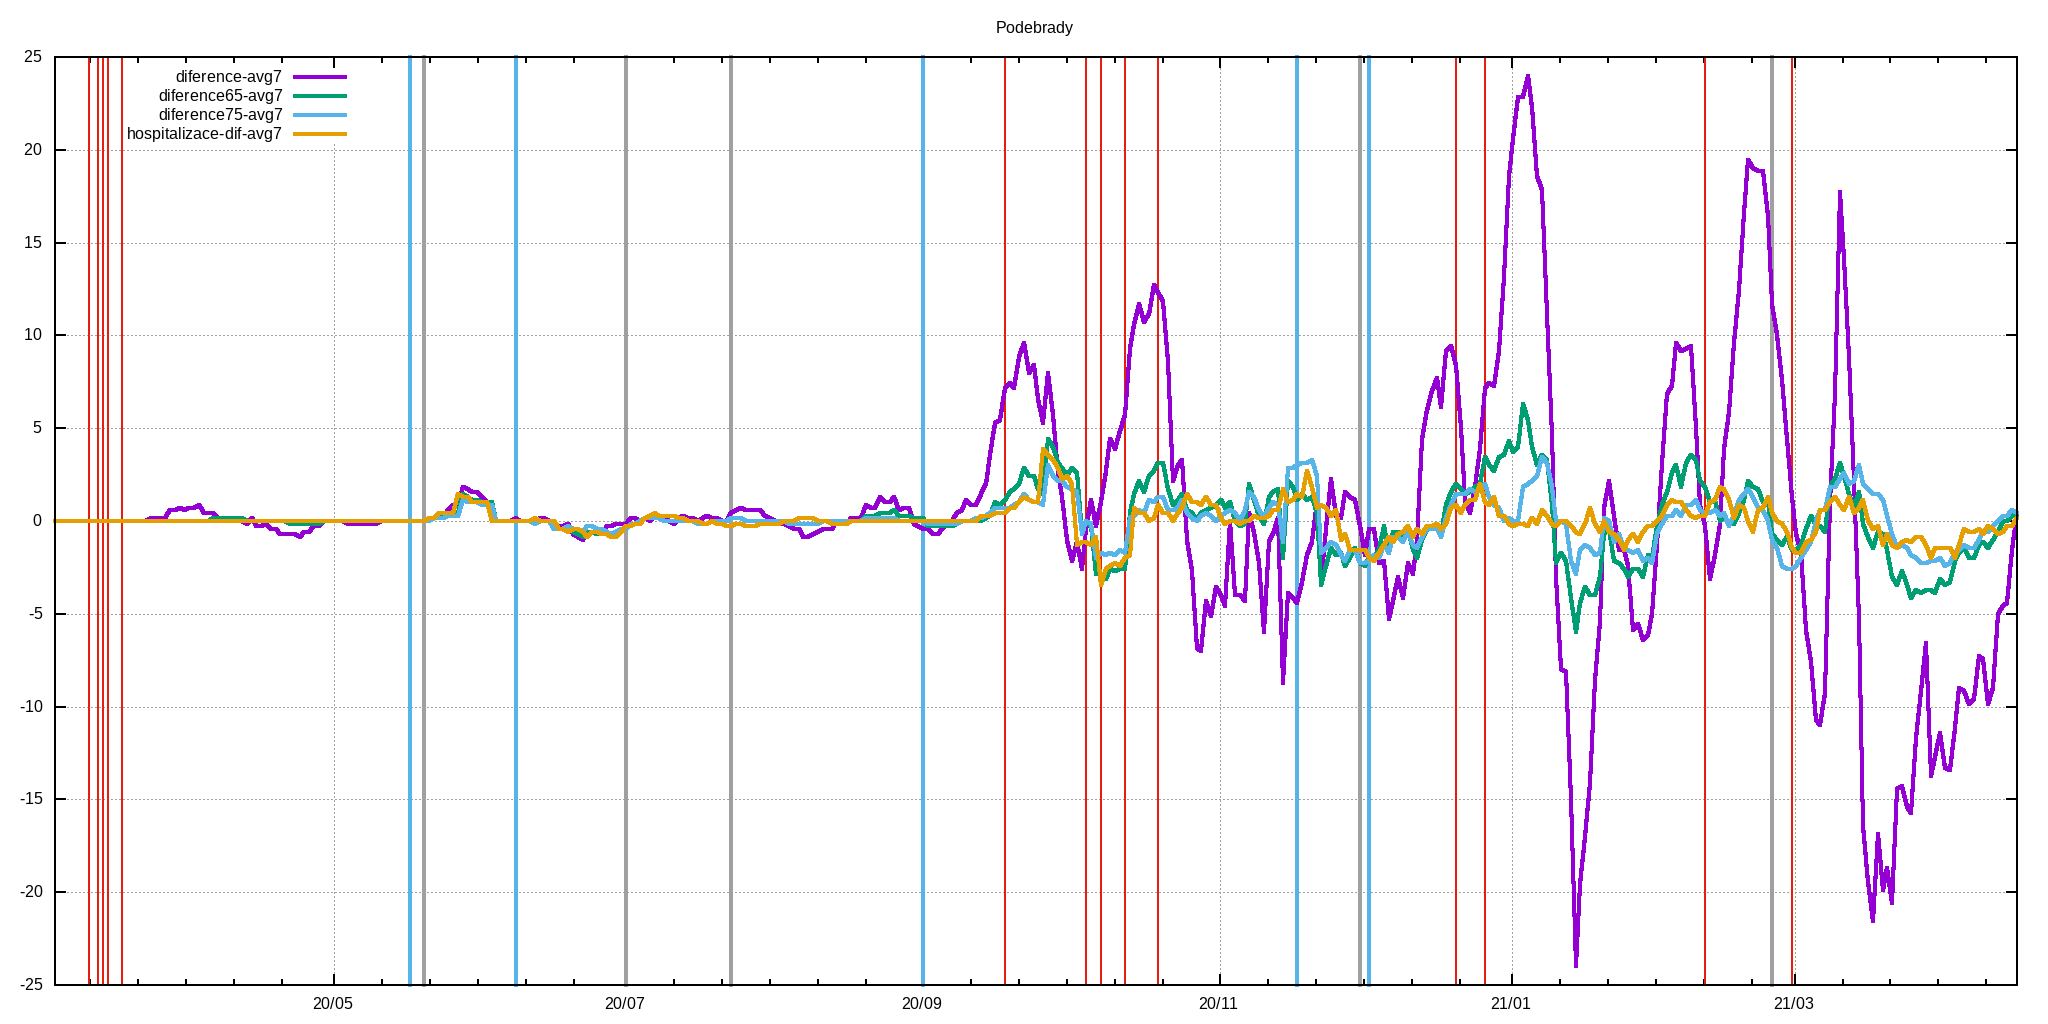 Podebrady
25
diference-avg7
diference65-avg7
diference75-avg7
hospitalizace-dif-avg7
20
15
10
5
0
-5
-10
-15
-20
-25
20/05 20/07 20/09 20/11 21/01 21/03